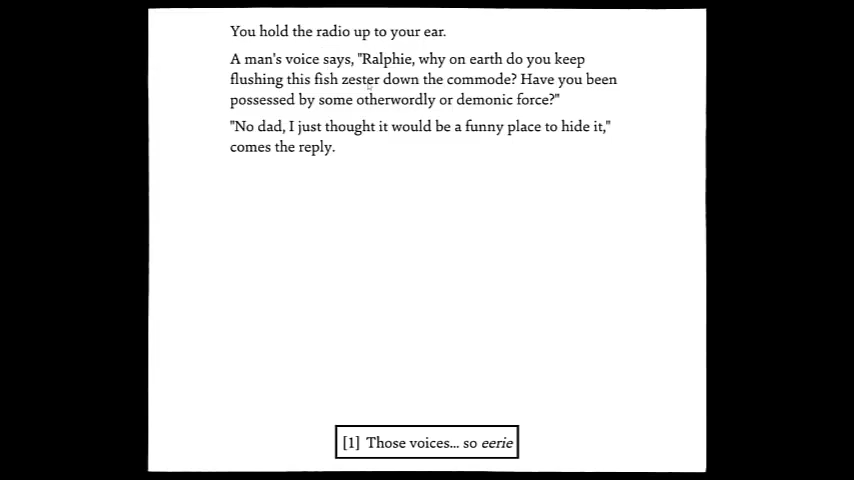 You hold the radio up to your ear.
A man's voice says, "Ralphie, why on earth do you keep
flushing this fish zester down the commode? Have you been
possessed by some otherwordly or demonic force?"
"No dad, I just thought it would be a funny place to hide it,"
comes the reply.
[1] Those voices... so eerie